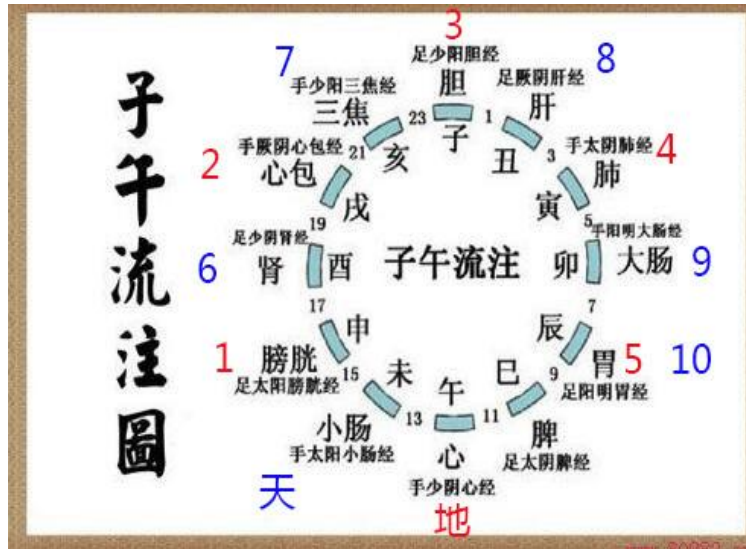 子午流注圖
3
足少阳胆经
胆
7
8
手少阳三焦经
足厥阴肝经
三焦
肝
23
子
1
亥
丑
手厥阴心包经
21
3
手太阴肺经
4
2
心包
肺
戌
寅
19
5
足少阴肾经
手阳明大肠经
6
肾
酉
子午流注
卯
大肠
9
17
7
申
辰
1
膀胱
胃
5
10
足太阳膀胱经
15
未
午
巳
9
足阳明胃经
小肠
13
11
脾
手太阳小肠经
心
足太阴脾经
天
手少阴心经
地